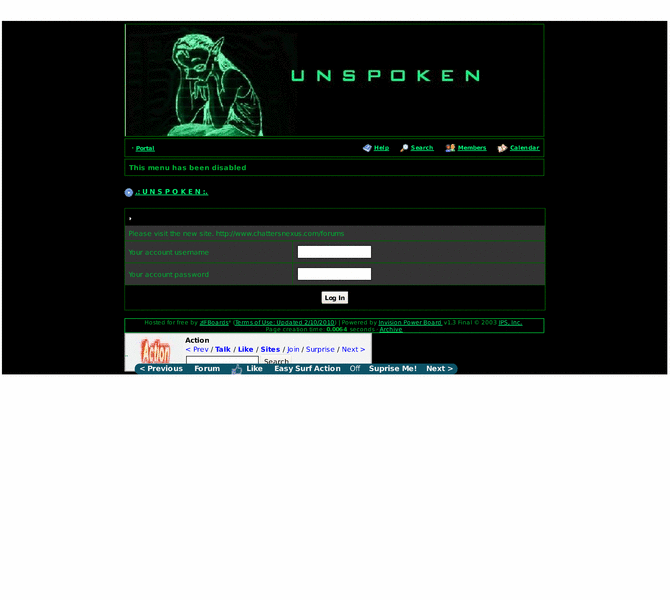 UNSPOKEN
· Portal
Help Search Members Calendar
This menu has been disabled
.: U N S P O K E N :.
Please visit the new site. http://www.chattersnexus.com/forums
Your account username
Your account password
Log In
Hosted for free by zIFBoards* (Terms of Use: Updated 2/10/2010) | Powered by Invision Power Board v1.3 Final © 2003 IPS, Inc.
Page creation time: 0.0064 seconds · Archive
Action
Action
< Prev / Talk / Like / Sites / Join / Surprise / Next >
Search
< Previous Forum Like Easy Surf Action Off Suprise Me! Next >